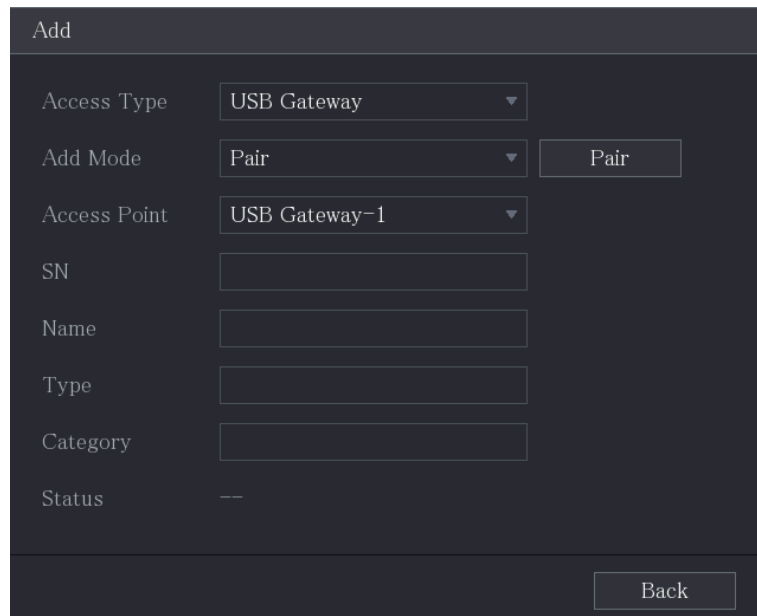 Add
Access Type USB Gateway
Add Mode Pair Pair
Access Point USB Gateway-1
SN
Name
Type
Category
Status --
Back